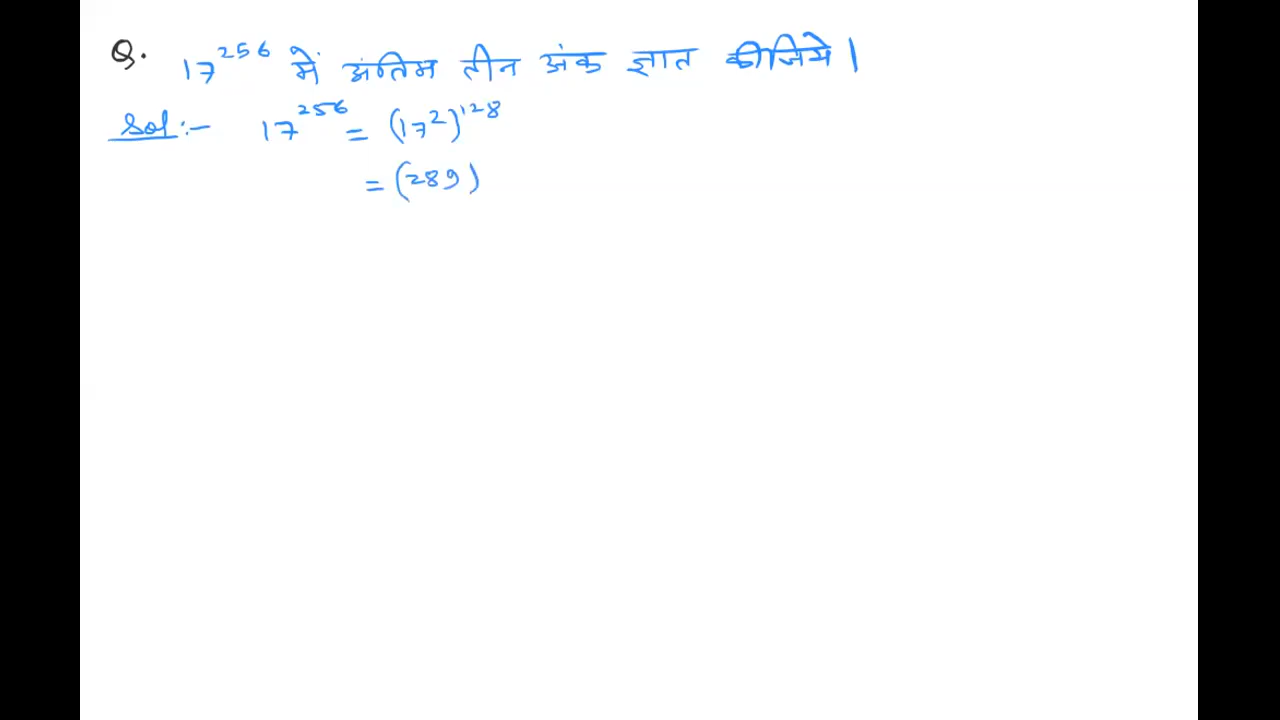 Q. 17^256 में अंतिम तीन अंक ज्ञात कीजिये।
Sol:- 17^256 = (17^2)^128
= (289)